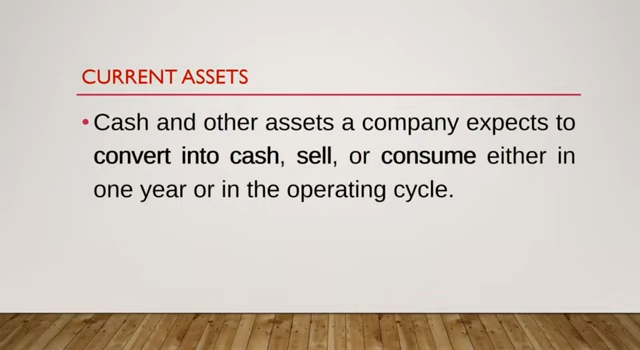 CURRENT ASSETS
• Cash and other assets a company expects to
convert into cash, sell, or consume either in
one year or in the operating cycle.